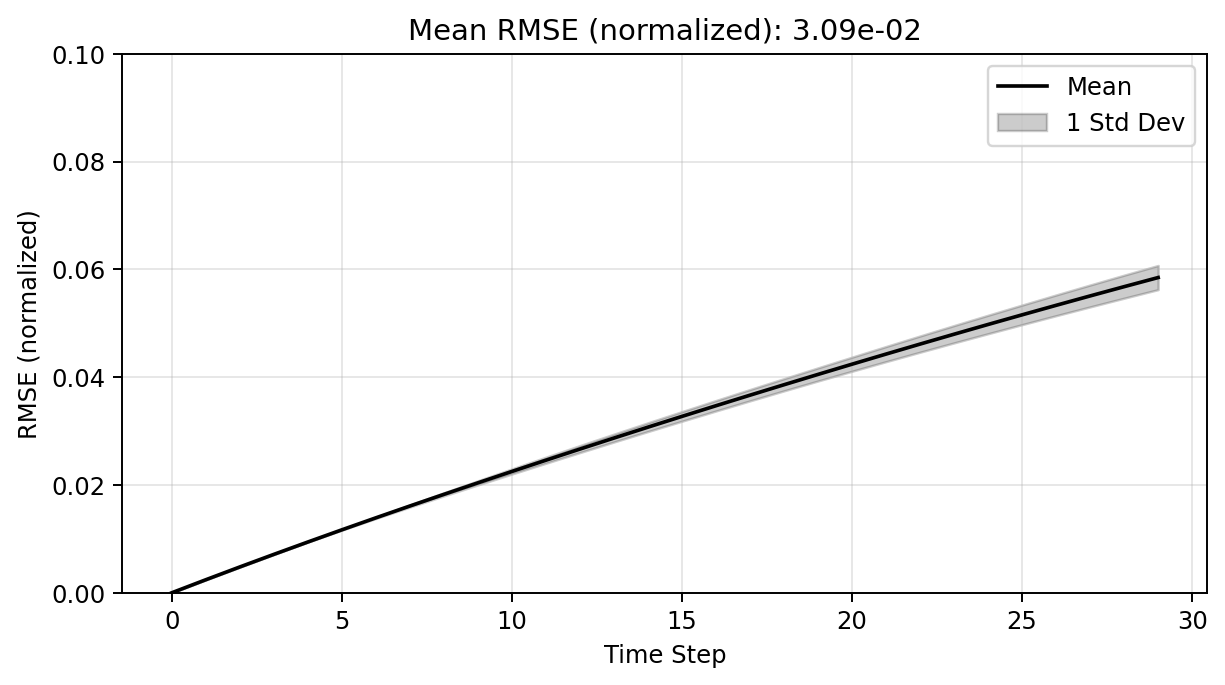 Mean RMSE (normalized): 3.09e-02
Mean
1 Std Dev
RMSE (normalized)
0.10
0.08
0.06
0.04
0.02
0.00
0 5 10 15 20 25 30
Time Step